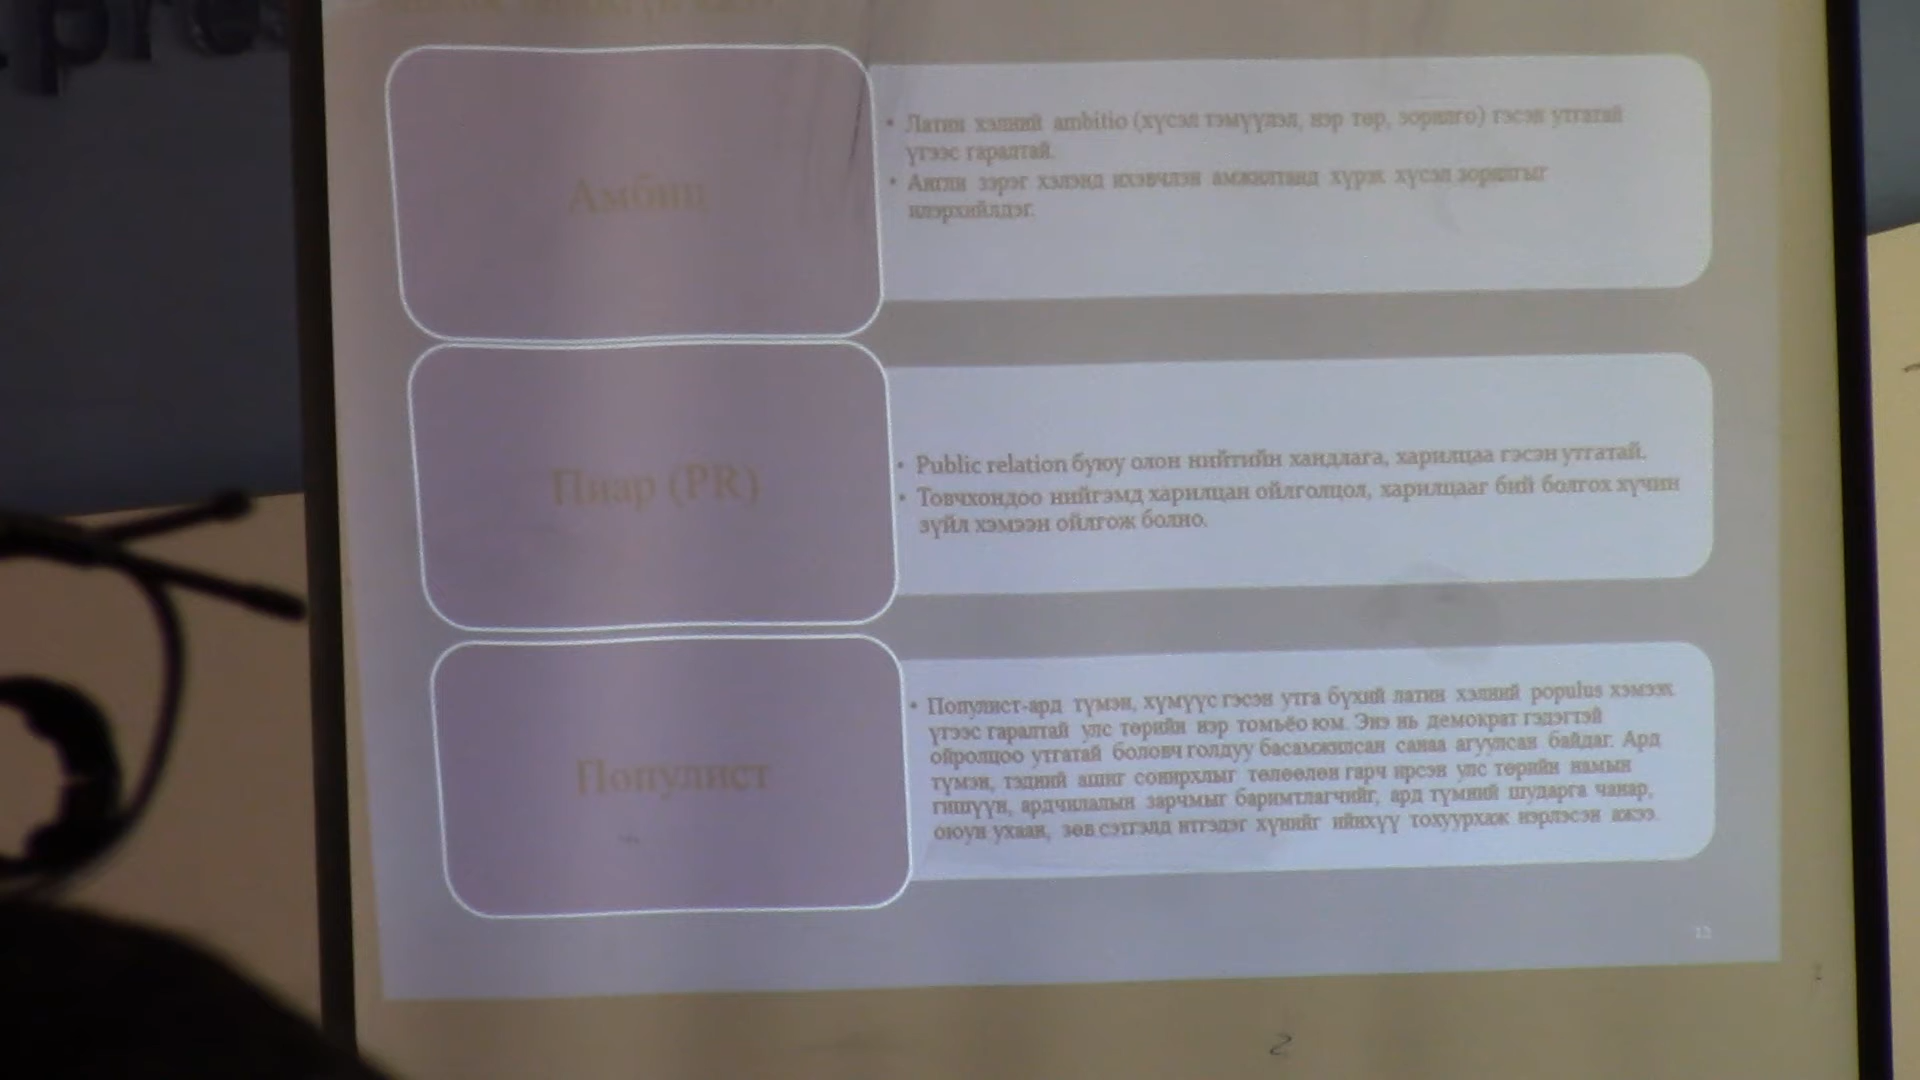 pre
Амбиц
• Латин хэлний ambitio (хүсэл тэмүүлэл, нэр төр, зорилго) гэсэн утгатай
үгээс гаралтай.
• Англи зэрэг хэлэнд ихэвчлэн амжилтанд хүрэх хүсэл зорилгыг
илэрхийлдэг.
Пиар (PR)
• Public relation буюу олон нийтийн хандлага, харилцаа гэсэн утгатай.
• Товчхондоо нийгэмд харилцан ойлголцол, харилцааг бий болгох хүчин
зүйл хэмээн ойлгож болно.
Популист
• Популист-ард түмэн, хүмүүс гэсэн утга бүхий латин хэлний populus хэмээх
үгээс гаралтай улс төрийн нэр томьёо юм. Энэ нь демократ гэдэгтэй
ойролцоо утгатай боловч голдуу басамжилсан санаа агуулсан байдаг. Ард
түмэн, тэдний ашиг сонирхлыг төлөөлөн гарч ирсэн улс төрийн намын
гишүүн, ардчилалын зарчмыг баримтлагчийг, ард түмний шударга чанар,
оюун ухаан, зөв сэтгэлд итгэдэг хүнийг ийнхүү тохуурхаж нэрлэсэн ажээ.
12
2